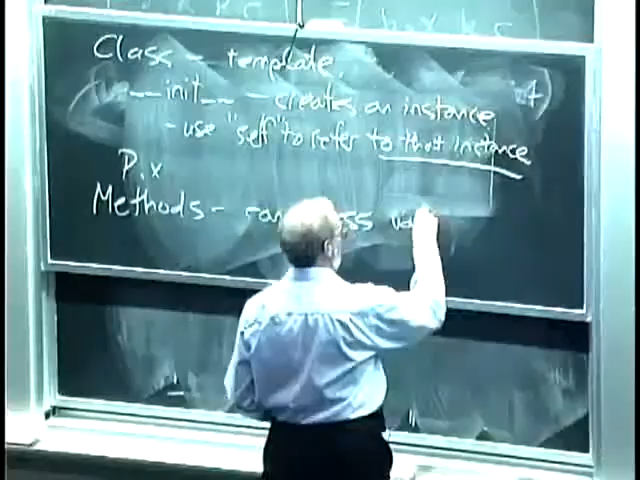 Class - template.
__init__ - creates an instance
- use "self" to refer to that instance
P.x
Methods -